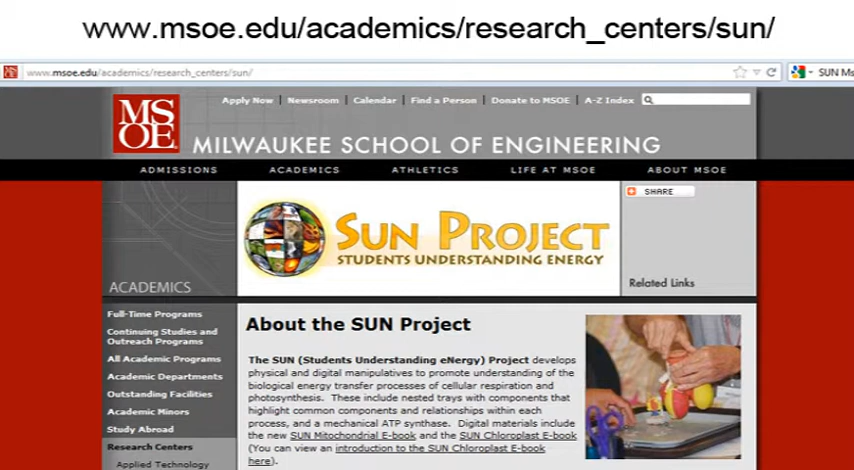 www.msoe.edu/academics/research_centers/sun/
www.msoe.edu/academics/research_centers/sun/
SUN Ms
Apply Now | Newsroom | Calendar | Find a Person | Donate to MSOE | A-Z Index
MS
OE
MILWAUKEE SCHOOL OF ENGINEERING
ADMISSIONS ACADEMICS ATHLETICS LIFE AT MSOE ABOUT MSOE
SHARE
SUN PROJECT
STUDENTS UNDERSTANDING ENERGY
Related Links
ACADEMICS
Full-Time Programs
Continuing Studies and
Outreach Programs
All Academic Programs
Academic Departments
Outstanding Facilities
Academic Minors
Study Abroad
Research Centers
Applied Technology
About the SUN Project
The SUN (Students Understanding eNergy) Project develops
physical and digital manipulatives to promote understanding of the
biological energy transfer processes of cellular respiration and
photosynthesis. These include nested trays with components that
highlight common components and relationships within each
process, and a mechanical ATP synthase. Digital materials include
the new SUN Mitochondrial E-book and the SUN Chloroplast E-book
(You can view an introduction to the SUN Chloroplast E-book
here).